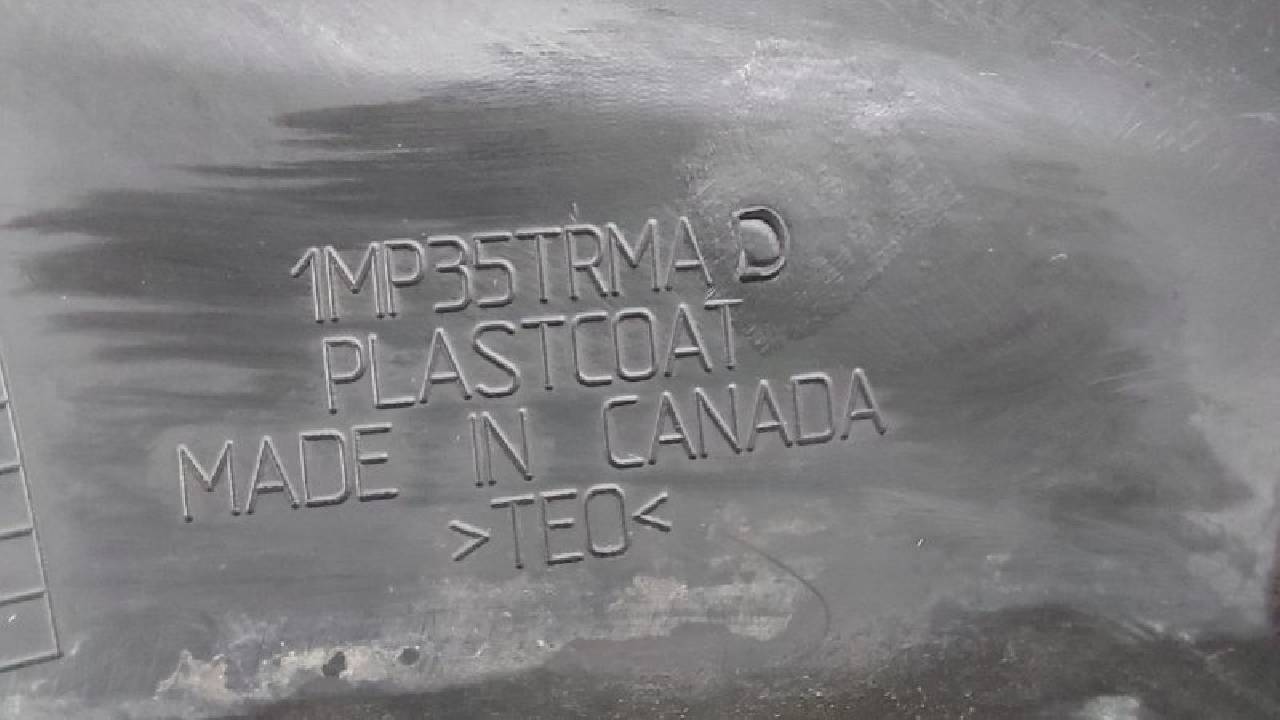 1MP35TRMA D
PLASTCOAT
MADE IN CANADA
>TEO<